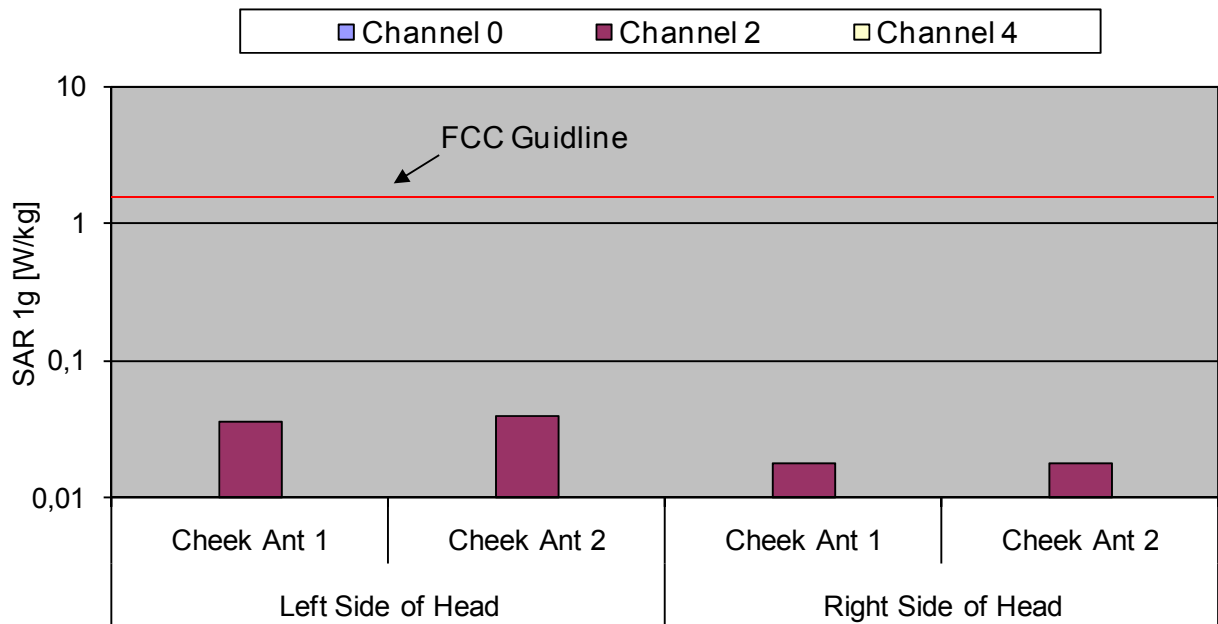 Channel 0 Channel 2 Channel 4
10
FCC Guidline
1
SAR 1g [W/kg]
0,1
0,01
Cheek Ant 1 Cheek Ant 2 Cheek Ant 1 Cheek Ant 2
Left Side of Head Right Side of Head